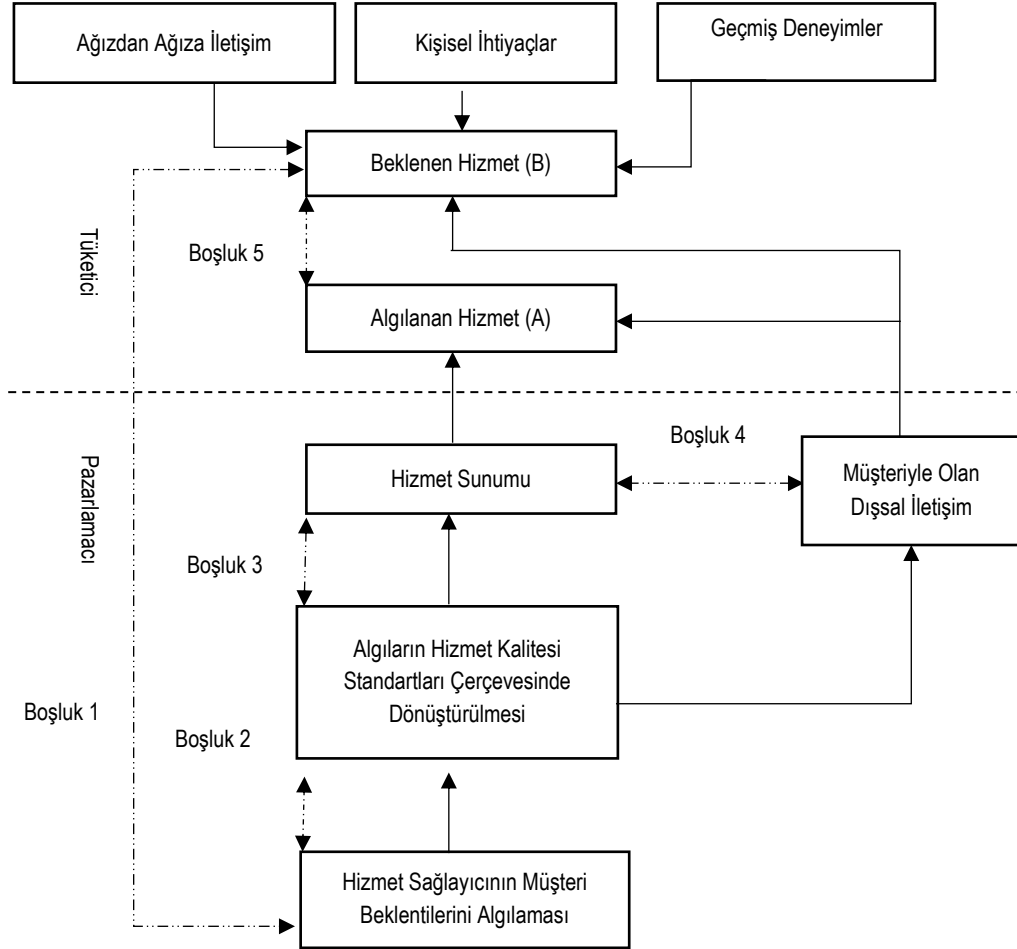 Ağızdan Ağıza İletişim
Kişisel İhtiyaçlar
Geçmiş Deneyimler
Beklenen Hizmet (B)
Tüketici
Boşluk 5
Algılanan Hizmet (A)
Boşluk 4
Pazarlamacı
Hizmet Sunumu
Müşteriyle Olan
Dışsal İletişim
Boşluk 3
Algıların Hizmet Kalitesi
Standartları Çerçevesinde
Dönüştürülmesi
Boşluk 1
Boşluk 2
Hizmet Sağlayıcının Müşteri
Beklentilerini Algılaması